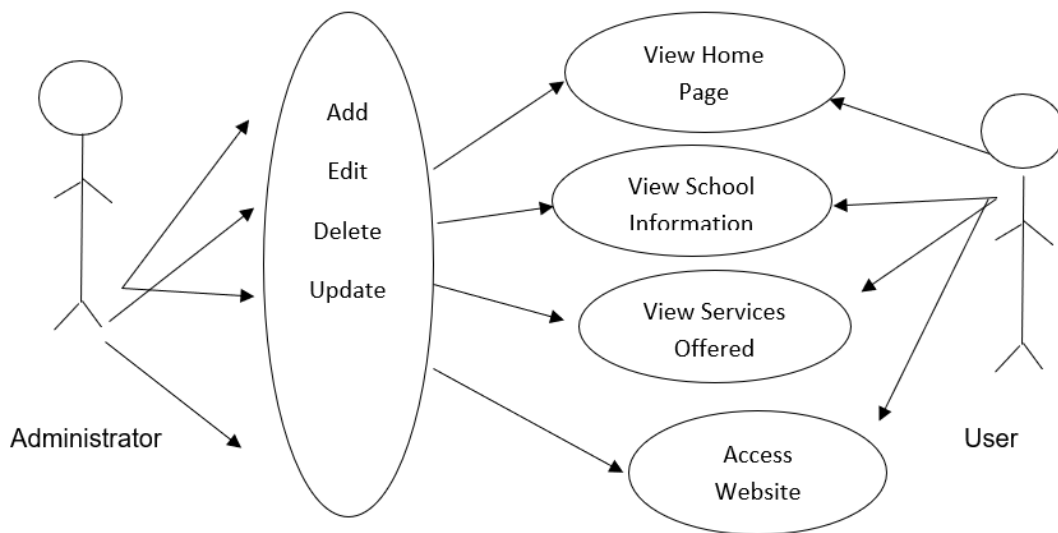 Add
Edit
Delete
Update
View Home
Page
View School
Information
View Services
Offered
Access
Website
Administrator
User